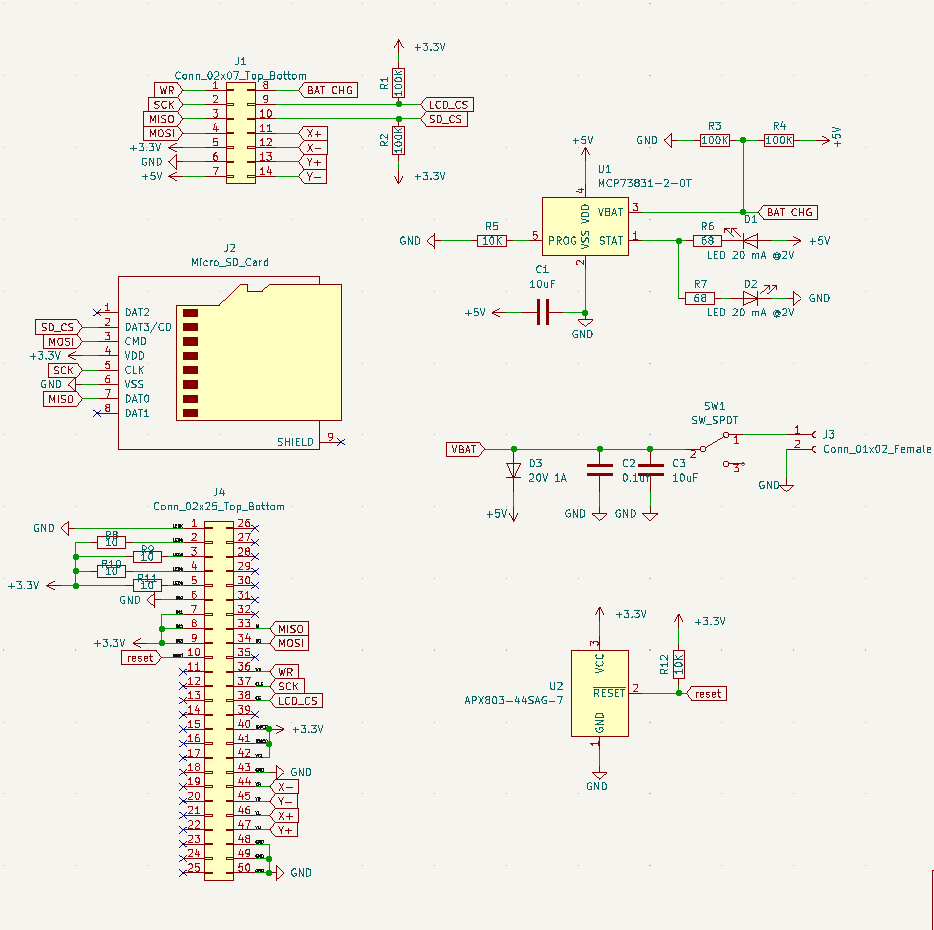 J1
Conn_02x07_Top_Bottom
WR 1 8 BAT CHG
SCK 2 9 LCD_CS
MISO 3 10 SD_CS
MOSI 4 11 X+
+3.3V 5 12 X-
GND 6 13 Y+
+5V 7 14 Y-
+3.3V
R1 100K
R2 100K
+3.3V
GND R3 100K R4 100K +5V
+5V
U1
MCP73831-2-OT
4 VDD
VBAT 3 BAT CHG
GND R5 10K 5 PROG
VSS 2
STAT 1
R6 68 D1 +5V
LED 20 mA @2V
R7 68 D2 GND
LED 20 mA @2V
C1
10uF
+5V
GND
J2
Micro_SD_Card
1 DAT2
SD_CS 2 DAT3/CD
MOSI 3 CMD
+3.3V 4 VDD
SCK 5 CLK
GND 6 VSS
MISO 7 DAT0
8 DAT1
SHIELD 9
SW1
SW_SPDT
VBAT
2 1 3
1 J3
2 Conn_01x02_Female
GND
D3
20V 1A
C2
0.1uF
C3
10uF
+5V GND GND
J4
Conn_02x25_Top_Bottom
GND 1 26
R8 10 2 27
R9 10 3 28
R10 10 4 29
+3.3V R11 10 5 30
GND 6 31
7 32
8 33 MISO
+3.3V 9 34 MOSI
reset 10 35
11 36 WR
12 37 SCK
13 38 LCD_CS
14 39
15 40 +3.3V
16 41
17 42
18 43 GND
19 44 X-
20 45 Y-
21 46 X+
22 47 Y+
23 48
24 49
25 50 GND
+3.3V
3
VCC
U2
APX803-44SAG-7
RESET 2
GND
1
GND
+3.3V
R12 10K
reset